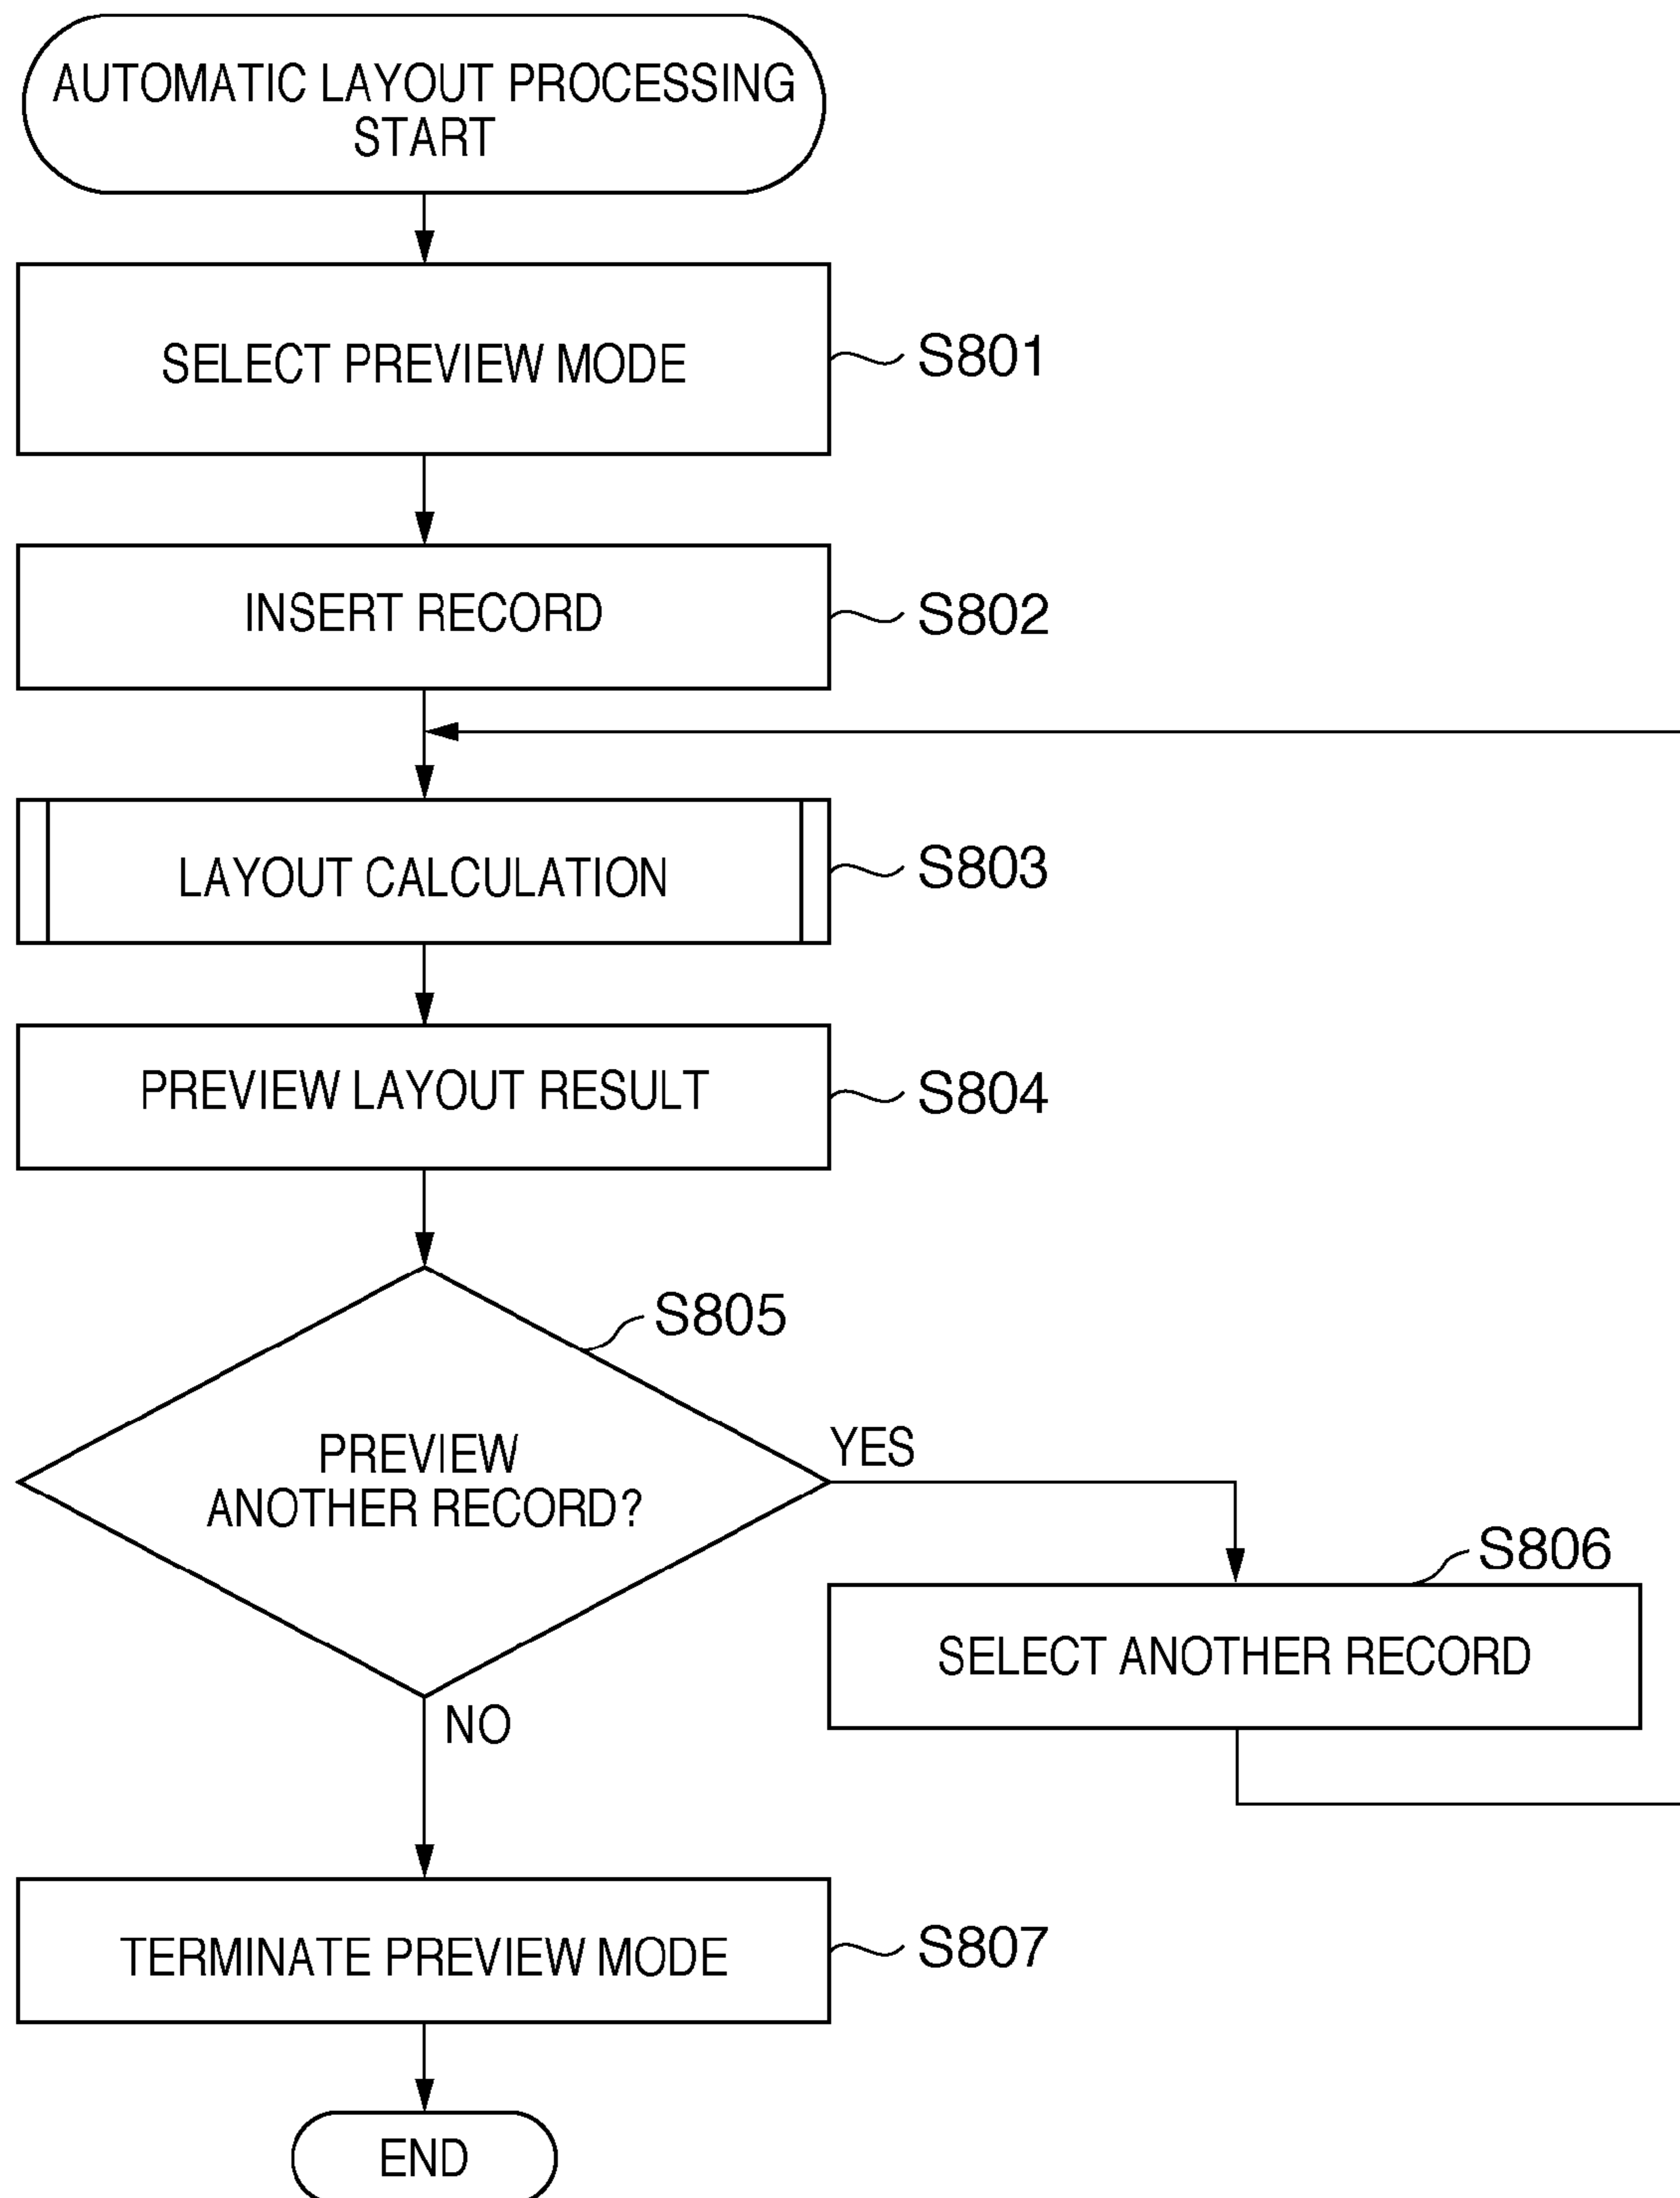 AUTOMATIC LAYOUT PROCESSING
START
SELECT PREVIEW MODE
S801
INSERT RECORD
S802
LAYOUT CALCULATION
S803
PREVIEW LAYOUT RESULT
S804
S805
PREVIEW
ANOTHER RECORD?
YES
S806
SELECT ANOTHER RECORD
NO
TERMINATE PREVIEW MODE
S807
END